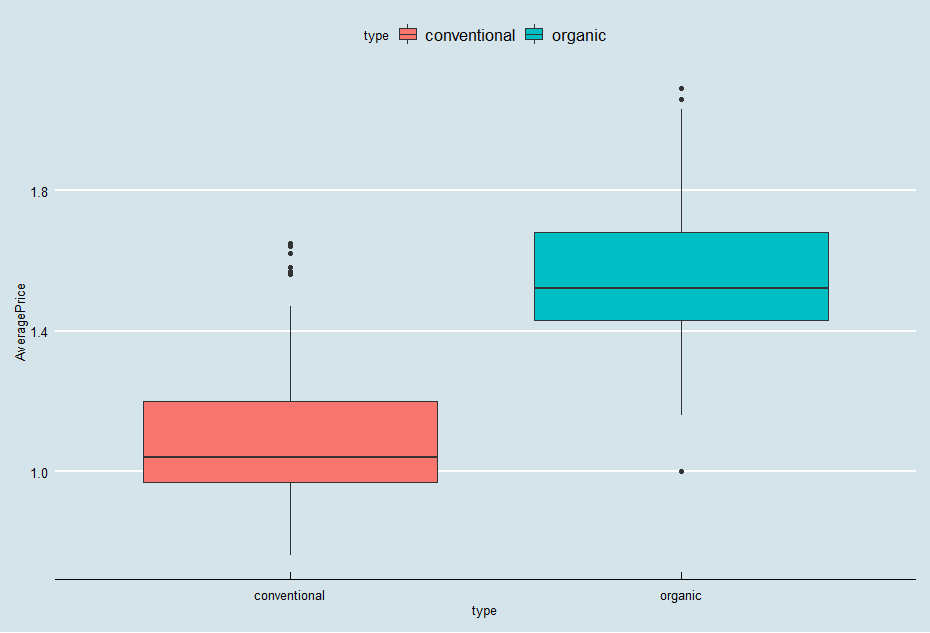 type conventional organic
1.8
1.4
1.0
AveragePrice
conventional organic
type